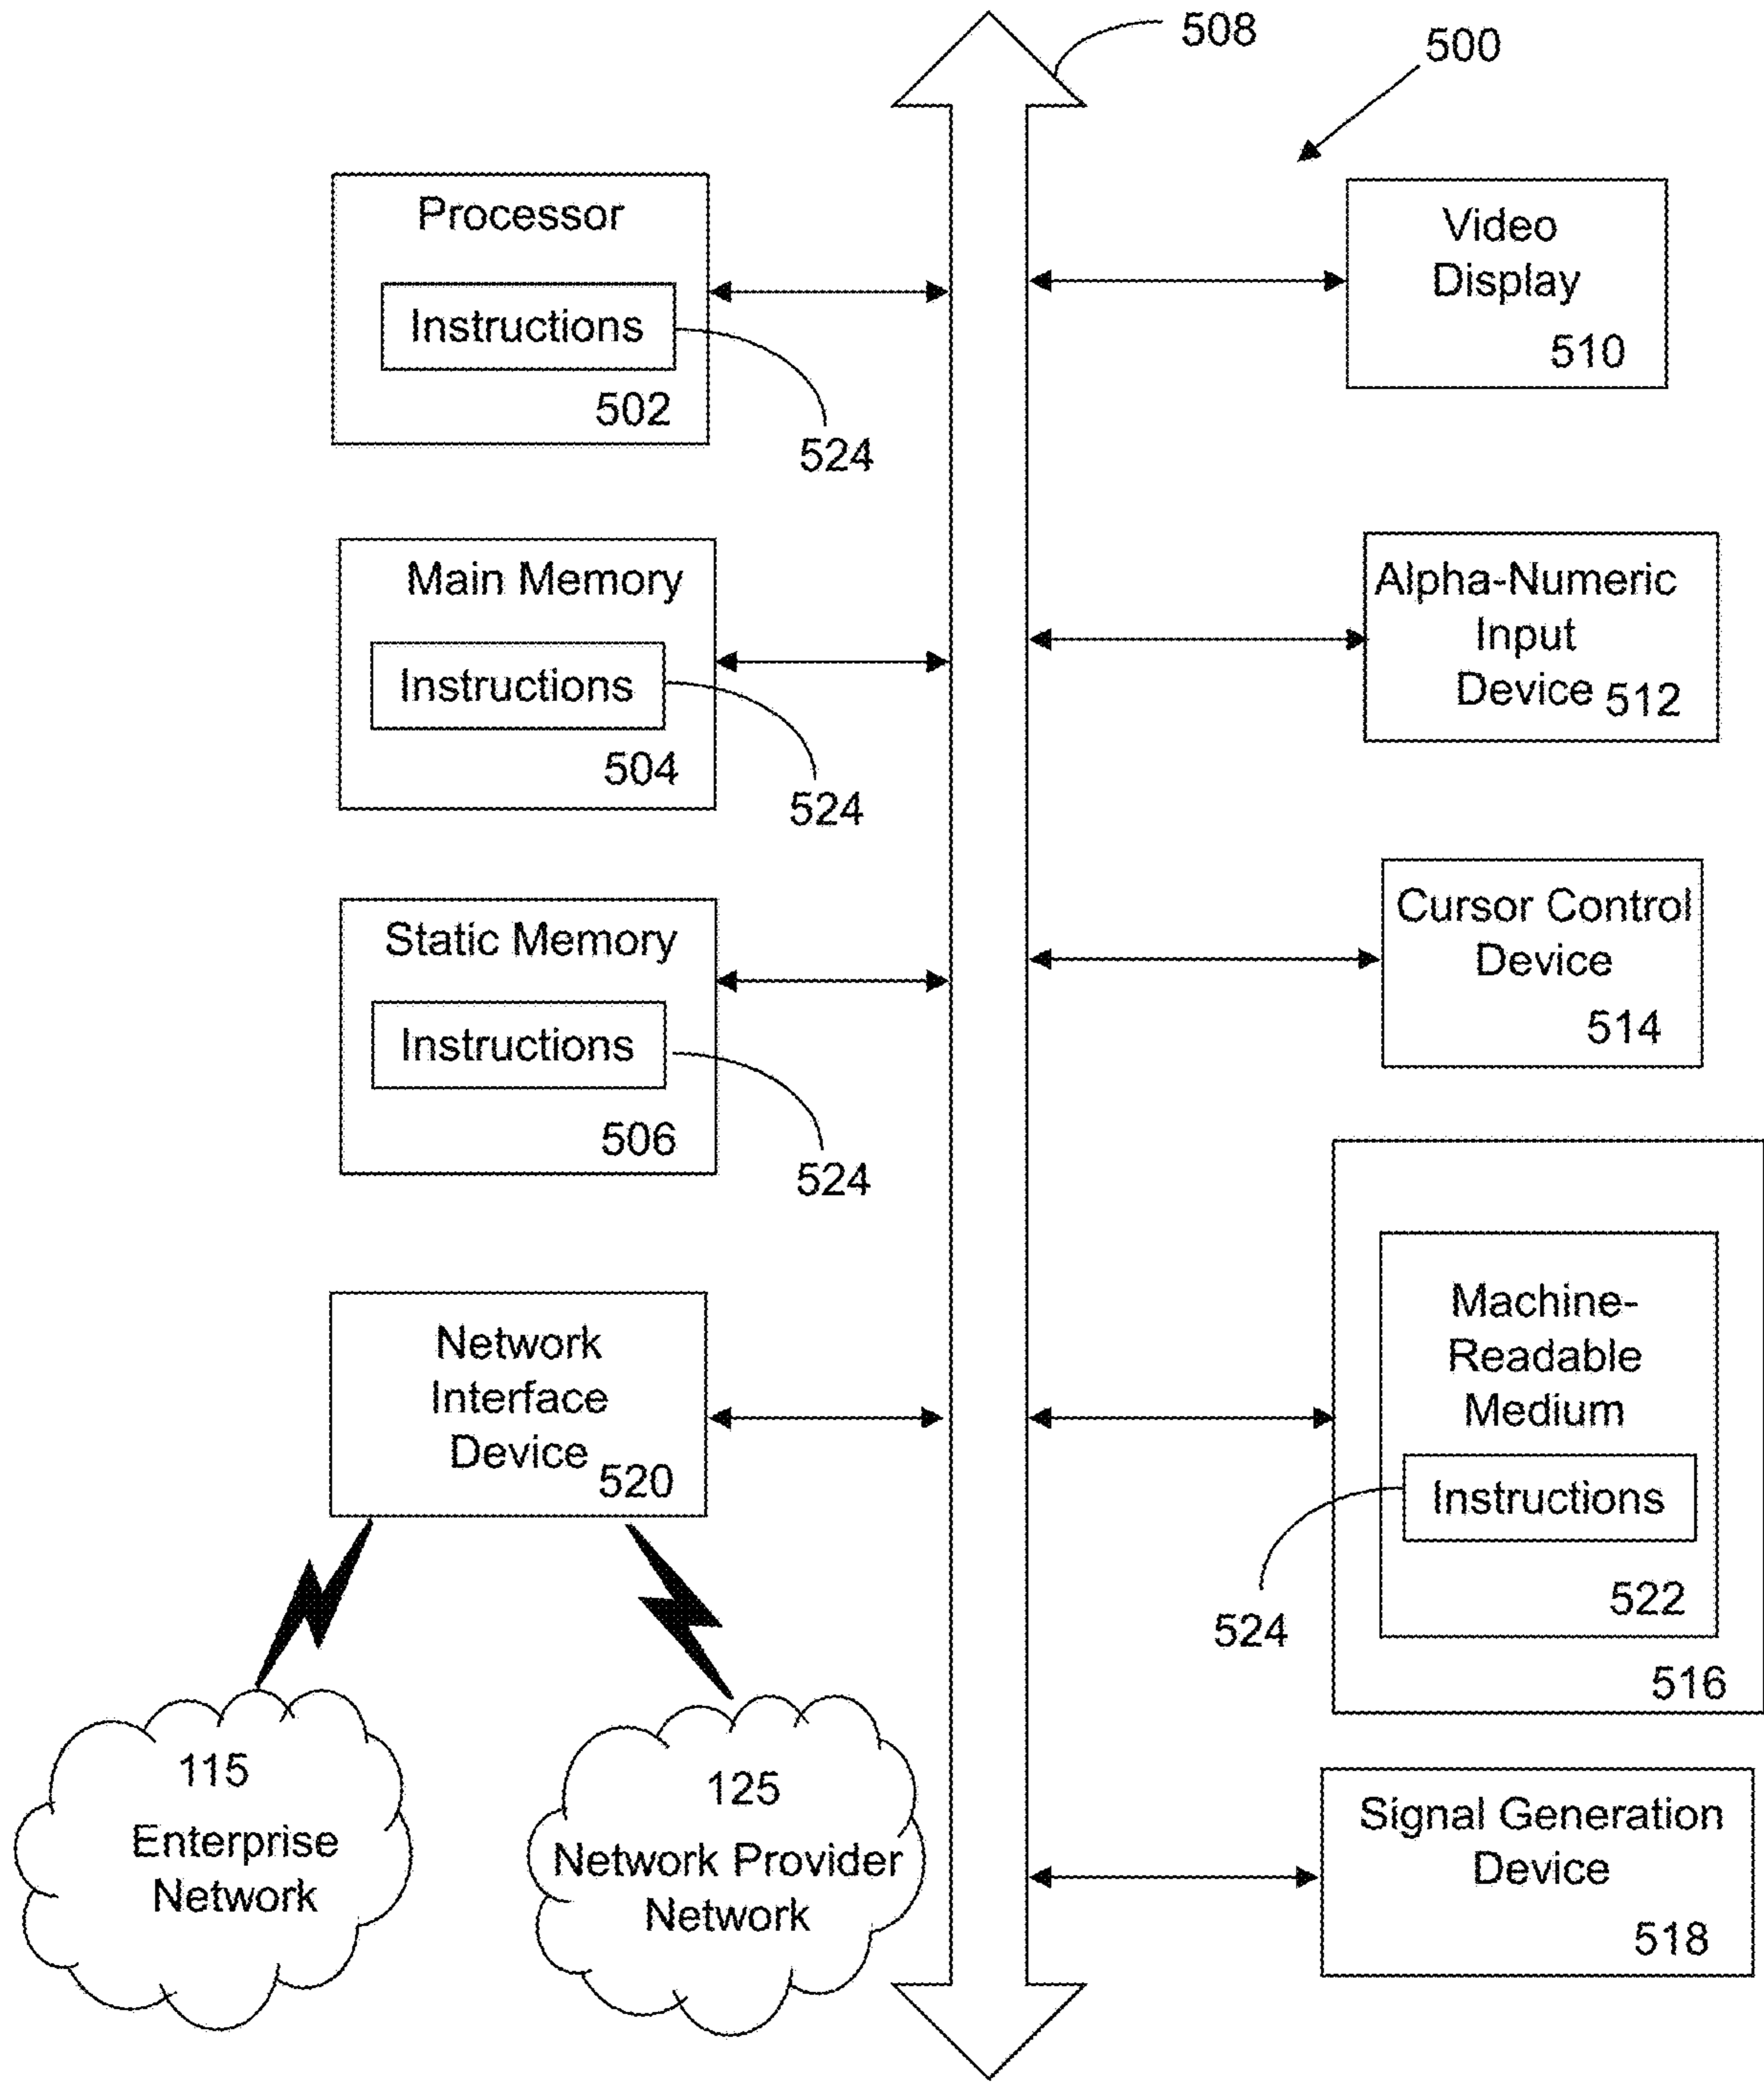 508
500
Processor
Instructions
502
524
Video
Display
510
Main Memory
Instructions
504
524
Alpha-Numeric
Input
Device 512
Static Memory
Instructions
506
524
Cursor Control
Device
514
Network
Interface
Device 520
Machine-
Readable
Medium
Instructions
522
524
516
115
Enterprise
Network
125
Network Provider
Network
Signal Generation
Device
518